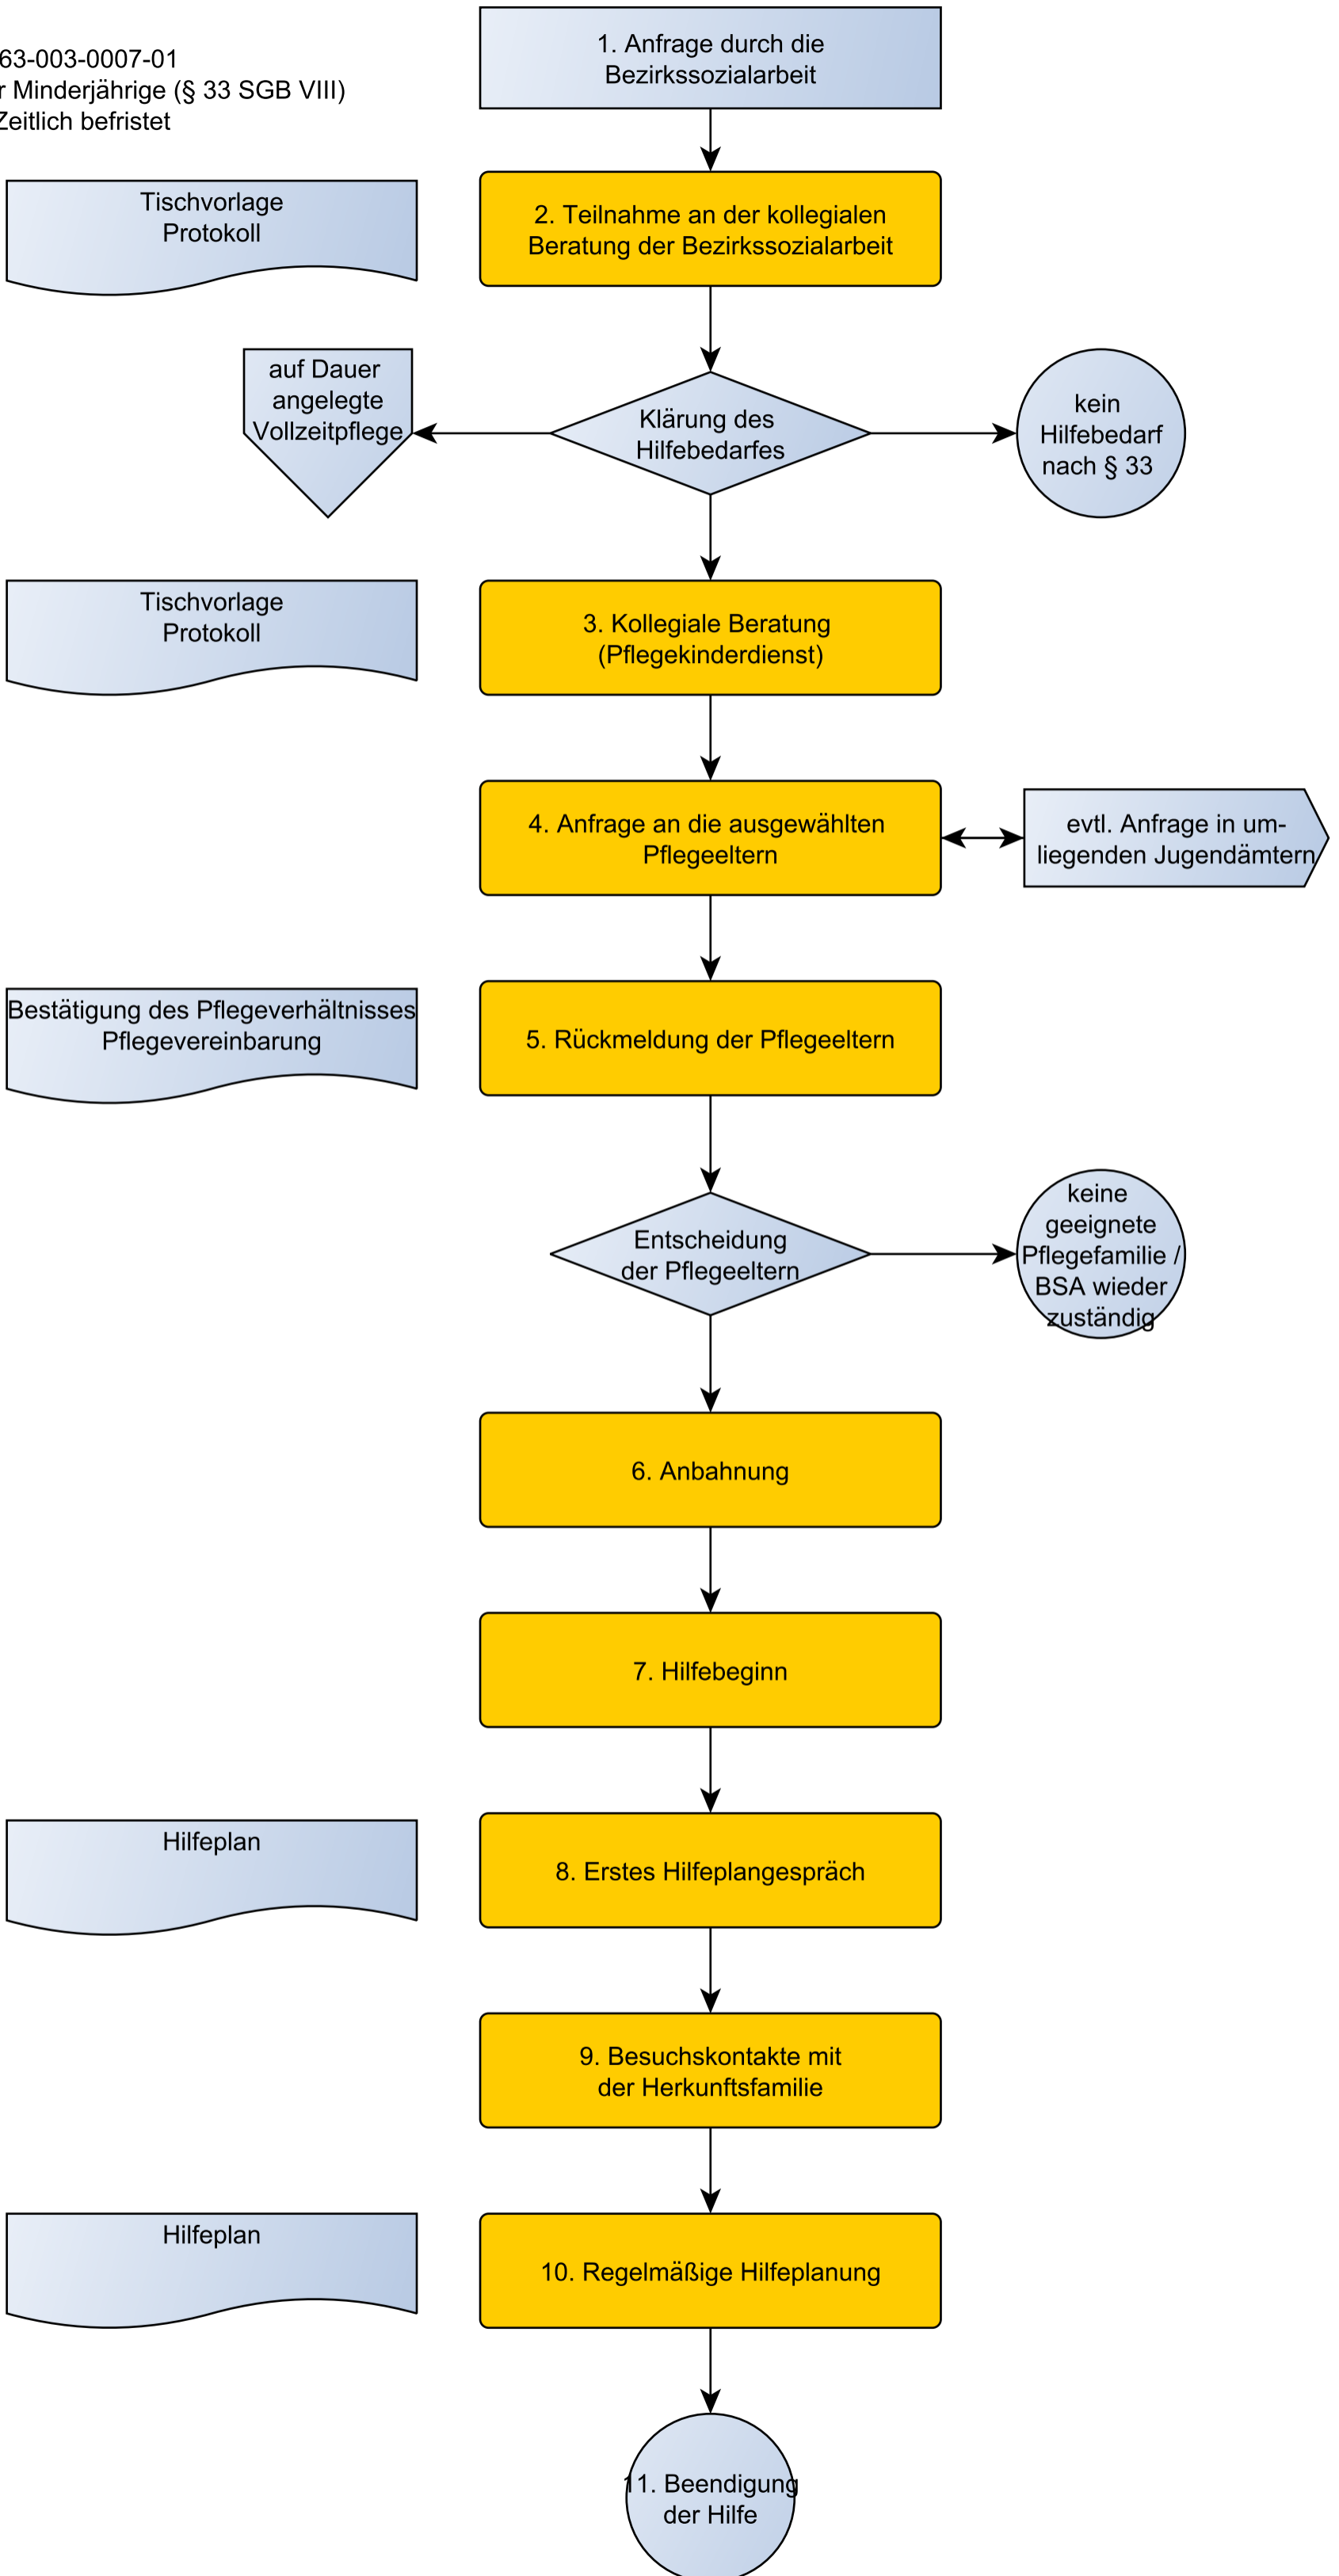 63-003-0007-01
r Minderjährige (§ 33 SGB VIII)
Zeitlich befristet
1. Anfrage durch die
Bezirkssozialarbeit
Tischvorlage
Protokoll
2. Teilnahme an der kollegialen
Beratung der Bezirkssozialarbeit
auf Dauer
angelegte
Vollzeitpflege
Klärung des
Hilfebedarfes
kein
Hilfebedarf
nach § 33
Tischvorlage
Protokoll
3. Kollegiale Beratung
(Pflegekinderdienst)
4. Anfrage an die ausgewählten
Pflegeeltern
evtl. Anfrage in um-
liegenden Jugendämtern
Bestätigung des Pflegeverhältnisses
Pflegevereinbarung
5. Rückmeldung der Pflegeeltern
Entscheidung
der Pflegeeltern
keine
geeignete
Pflegefamilie /
BSA wieder
zuständig
6. Anbahnung
7. Hilfebeginn
Hilfeplan
8. Erstes Hilfeplangespräch
9. Besuchskontakte mit
der Herkunftsfamilie
Hilfeplan
10. Regelmäßige Hilfeplanung
11. Beendigung
der Hilfe